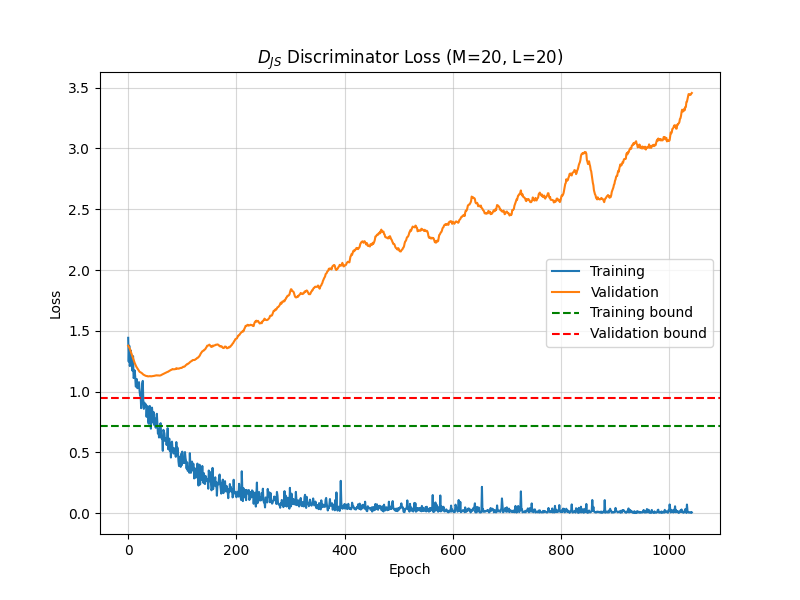 D_JS Discriminator Loss (M=20, L=20)
3.5
3.0
2.5
2.0
1.5
1.0
0.5
0.0
Loss
Training
Validation
Training bound
Validation bound
0 200 400 600 800 1000
Epoch